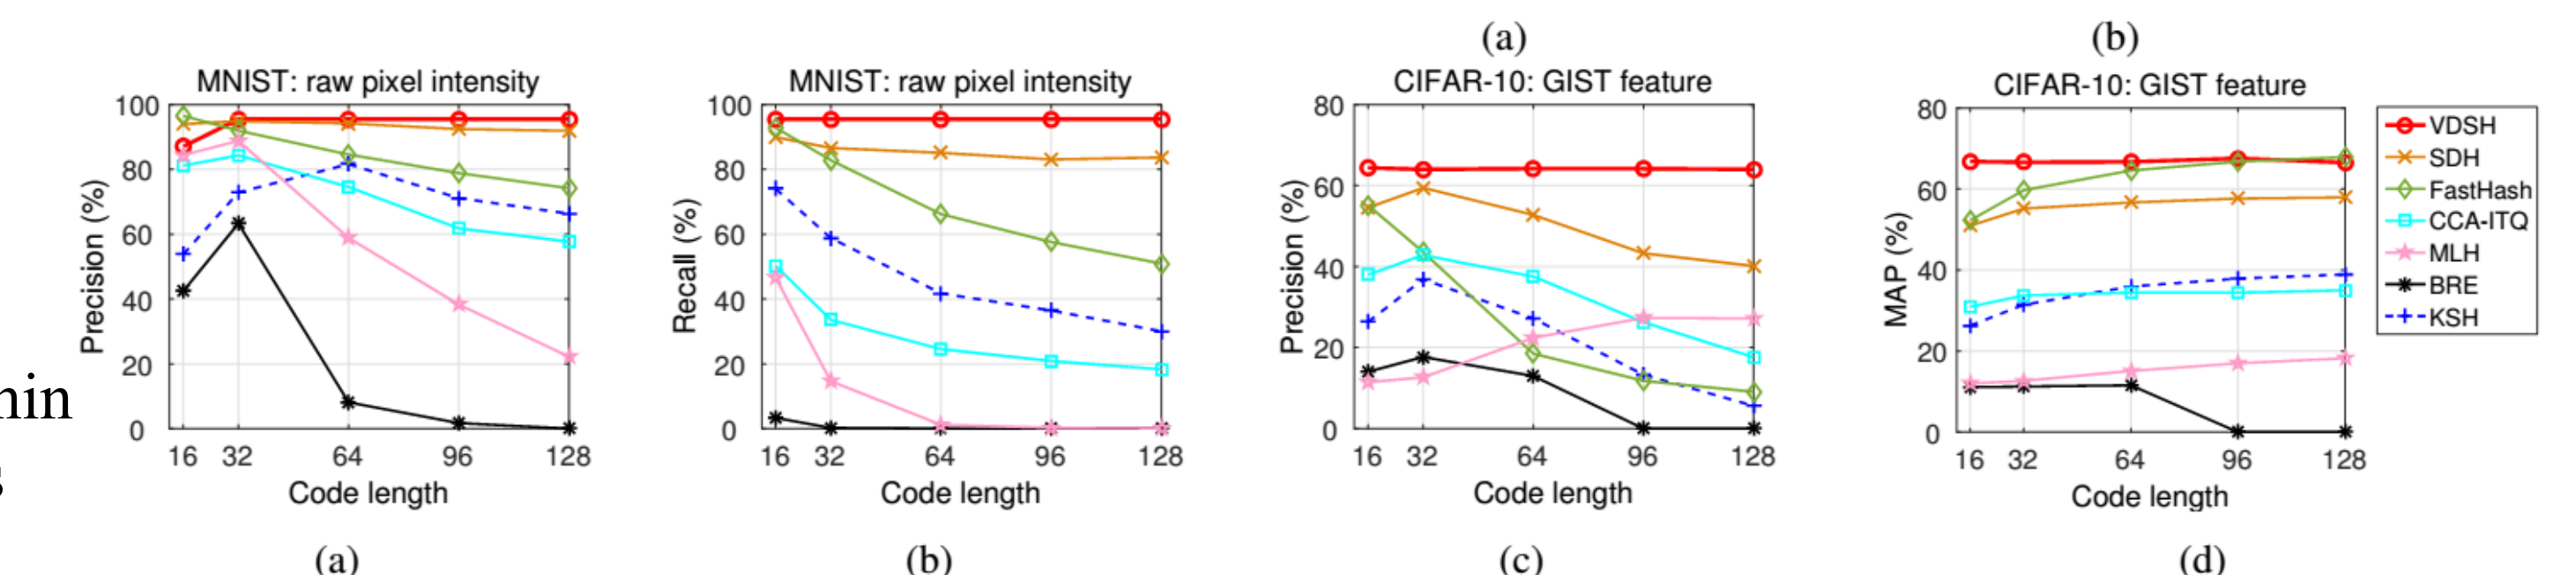 (a)
(b)
MNIST: raw pixel intensity
Precision (%)
100
80
60
40
20
0
16 32 64 96 128
Code length
(a)
MNIST: raw pixel intensity
Recall (%)
100
80
60
40
20
0
16 32 64 96 128
Code length
(b)
CIFAR-10: GIST feature
Precision (%)
80
60
40
20
0
16 32 64 96 128
Code length
(c)
CIFAR-10: GIST feature
MAP (%)
80
60
40
20
0
16 32 64 96 128
Code length
(d)
VDSH
SDH
FastHash
CCA-ITQ
MLH
BRE
KSH